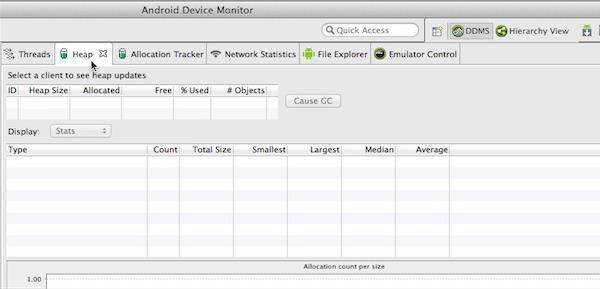 Android Device Monitor
Quick Access DDMS Hierarchy View
Threads Heap Allocation Tracker Network Statistics File Explorer Emulator Control
Select a client to see heap updates
ID Heap Size Allocated Free % Used # Objects
Cause GC
Display: Stats
Type Count Total Size Smallest Largest Median Average
Allocation count per size
1.00